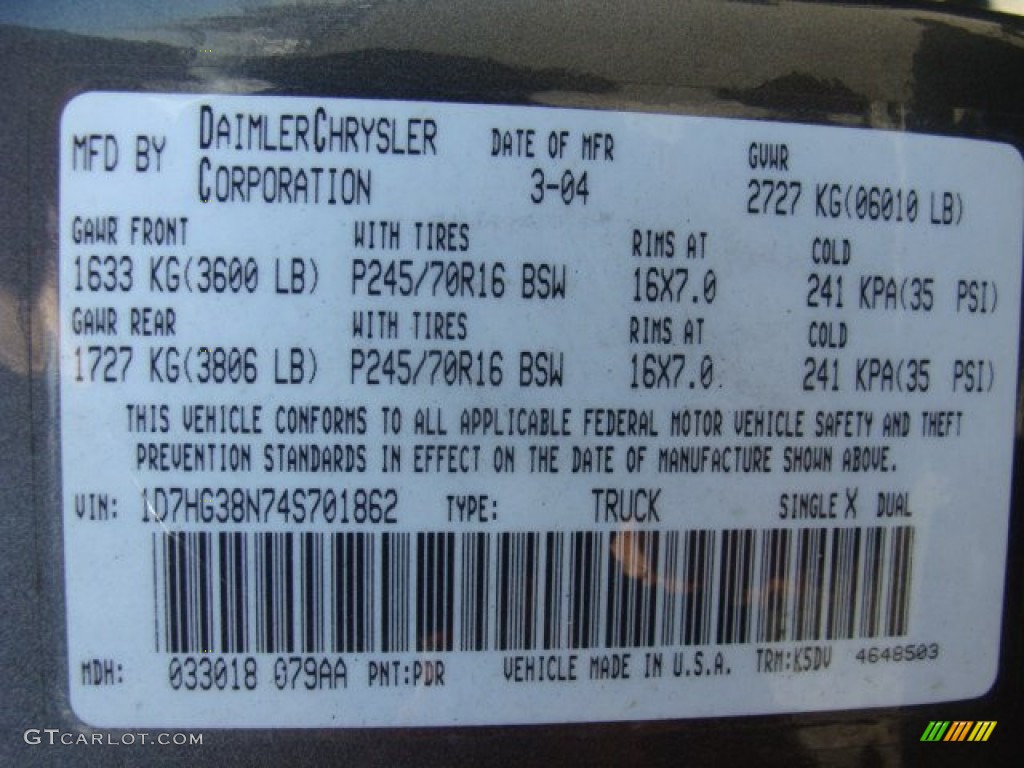 MFD BY DAIMLERCHRYSLER CORPORATION DATE OF MFR 3-04 GVWR 2727 KG(06010 LB)
GAWR FRONT WITH TIRES RIMS AT COLD
1633 KG(3600 LB) P245/70R16 BSW 16X7.0 241 KPA(35 PSI)
GAWR REAR WITH TIRES RIMS AT COLD
1727 KG(3806 LB) P245/70R16 BSW 16X7.0 241 KPA(35 PSI)
THIS VEHICLE CONFORMS TO ALL APPLICABLE FEDERAL MOTOR VEHICLE SAFETY AND THEFT
PREVENTION STANDARDS IN EFFECT ON THE DATE OF MANUFACTURE SHOWN ABOVE.
VIN: 1D7HG38N74S701862 TYPE: TRUCK SINGLE X DUAL
MDH: 033018 079AA PNT:PDR VEHICLE MADE IN U.S.A. TRM:K5DV 4648503
GTCARLOT.COM